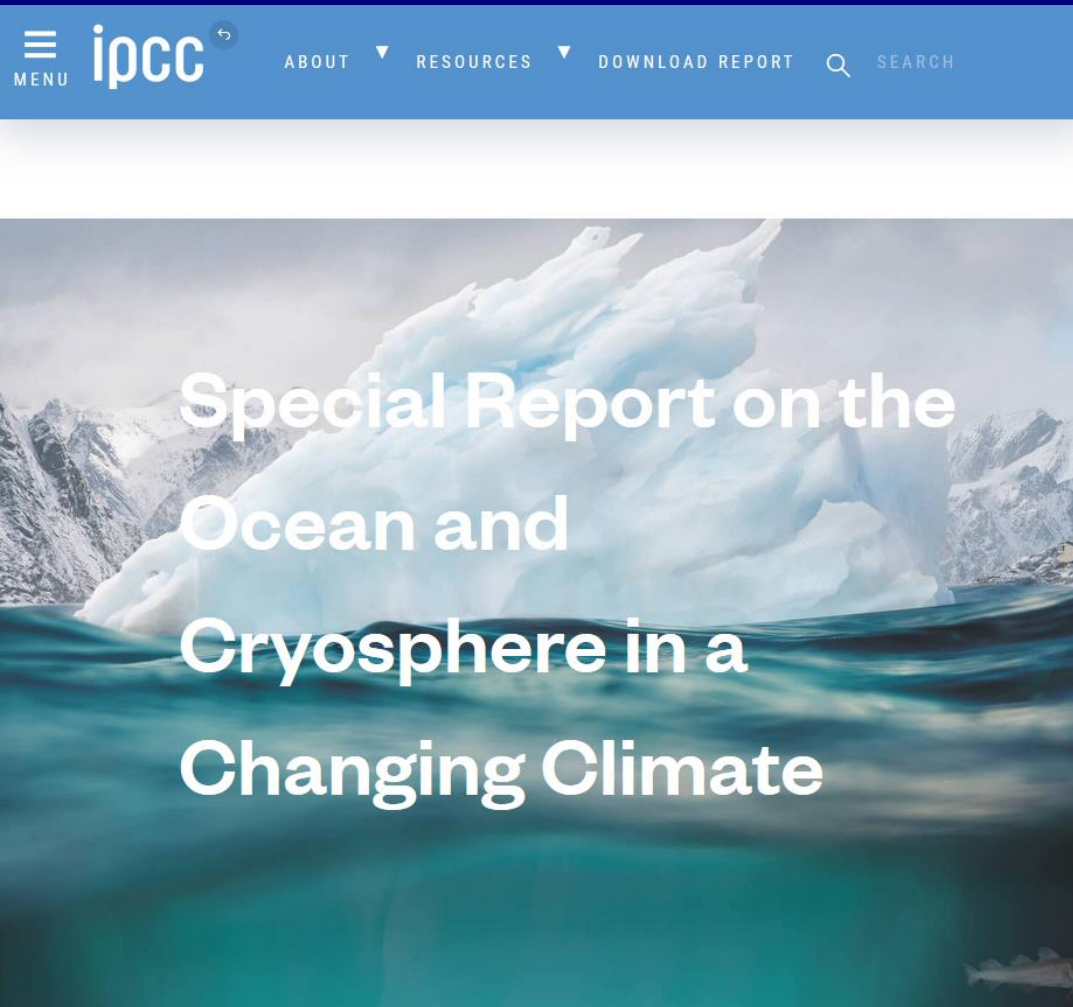 MENU
ipcc
ABOUT ▼ RESOURCES ▼ DOWNLOAD REPORT SEARCH
Special Report on the
Ocean and
Cryosphere in a
Changing Climate